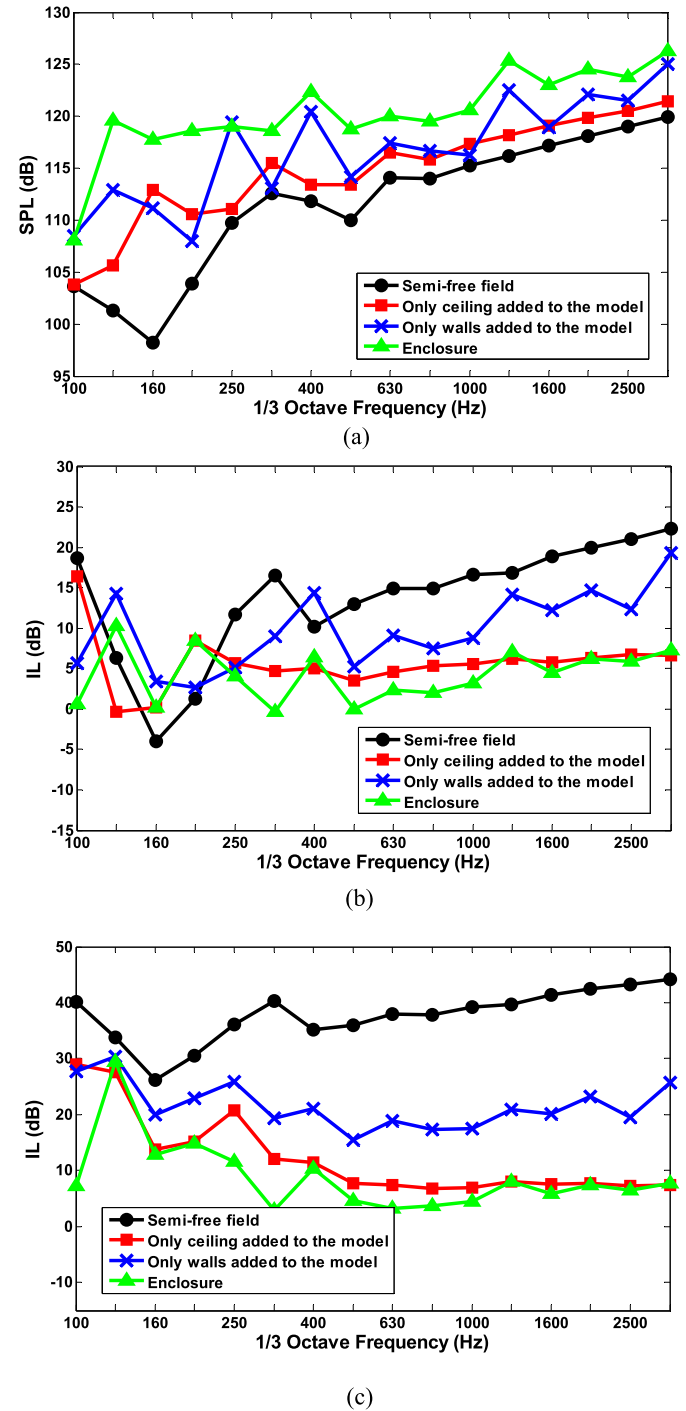 130
125
120
115
110
105
100
95
SPL (dB)
Semi-free field
Only ceiling added to the model
Only walls added to the model
Enclosure
100 160 250 400 630 1000 1600 2500
1/3 Octave Frequency (Hz)
(a)
30
25
20
15
10
5
0
-5
-10
-15
IL (dB)
Semi-free field
Only ceiling added to the model
Only walls added to the model
Enclosure
100 160 250 400 630 1000 1600 2500
1/3 Octave Frequency (Hz)
(b)
50
40
30
20
10
0
-10
IL (dB)
Semi-free field
Only ceiling added to the model
Only walls added to the model
Enclosure
100 160 250 400 630 1000 1600 2500
1/3 Octave Frequency (Hz)
(c)